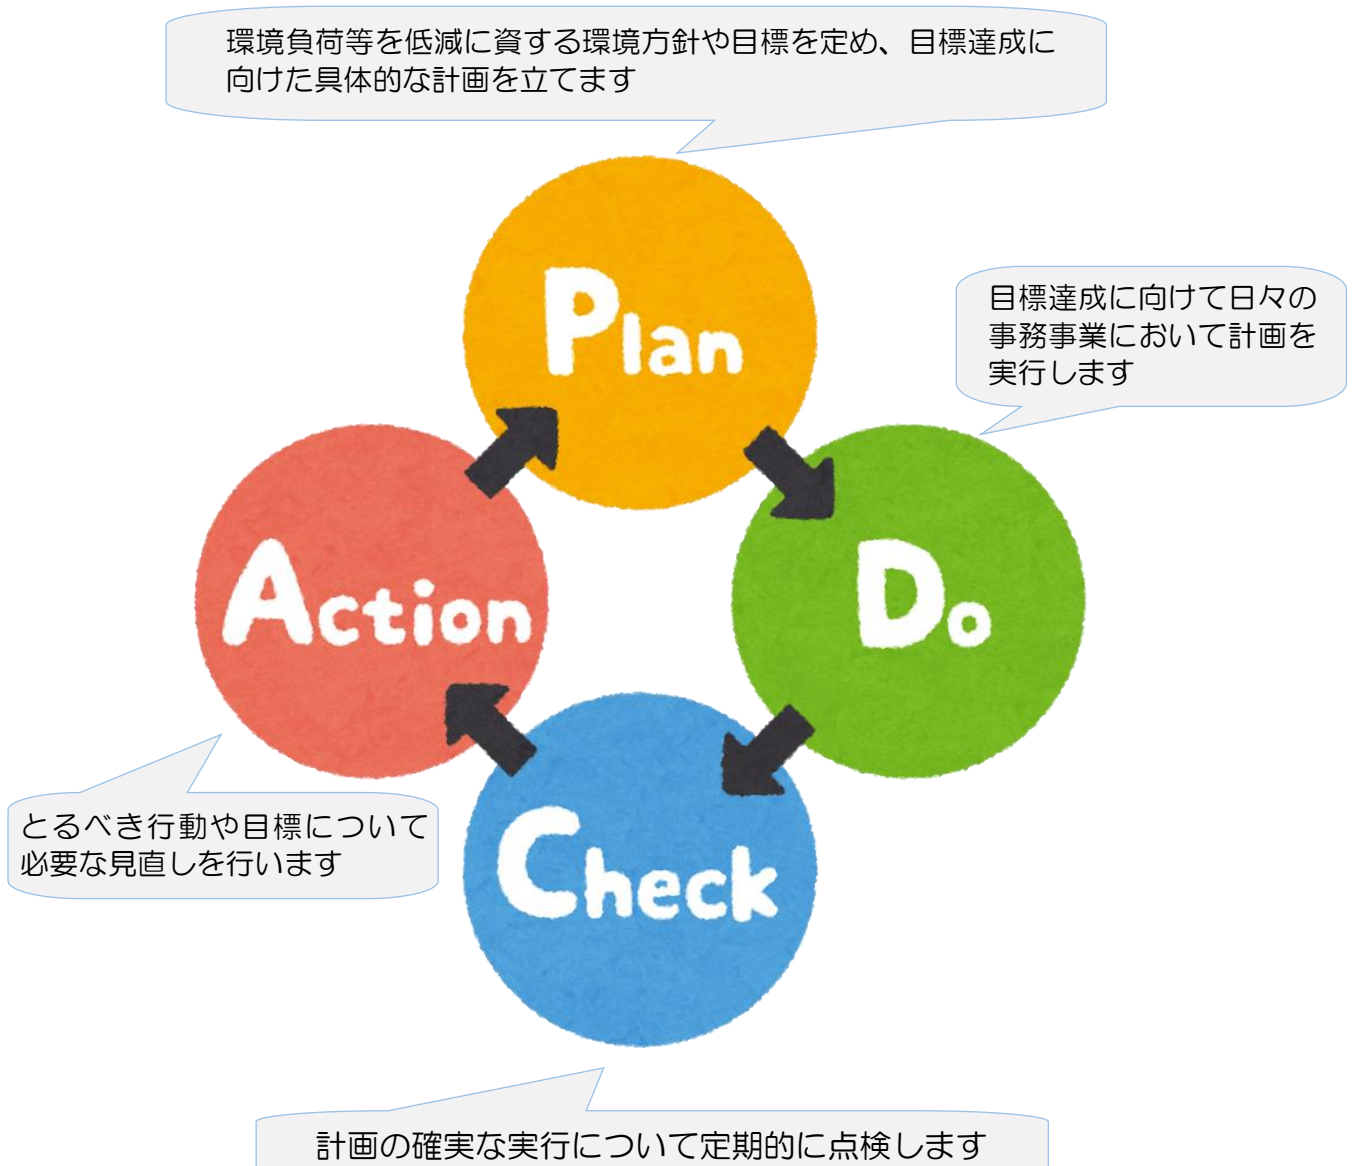 環境負荷等を低減に資する環境方針や目標を定め、目標達成に
向けた具体的な計画を立てます
Plan
目標達成に向けて日々の
事務事業において計画を
実行します
Do
Action
とるべき行動や目標について
必要な見直しを行います
Check
計画の確実な実行について定期的に点検します